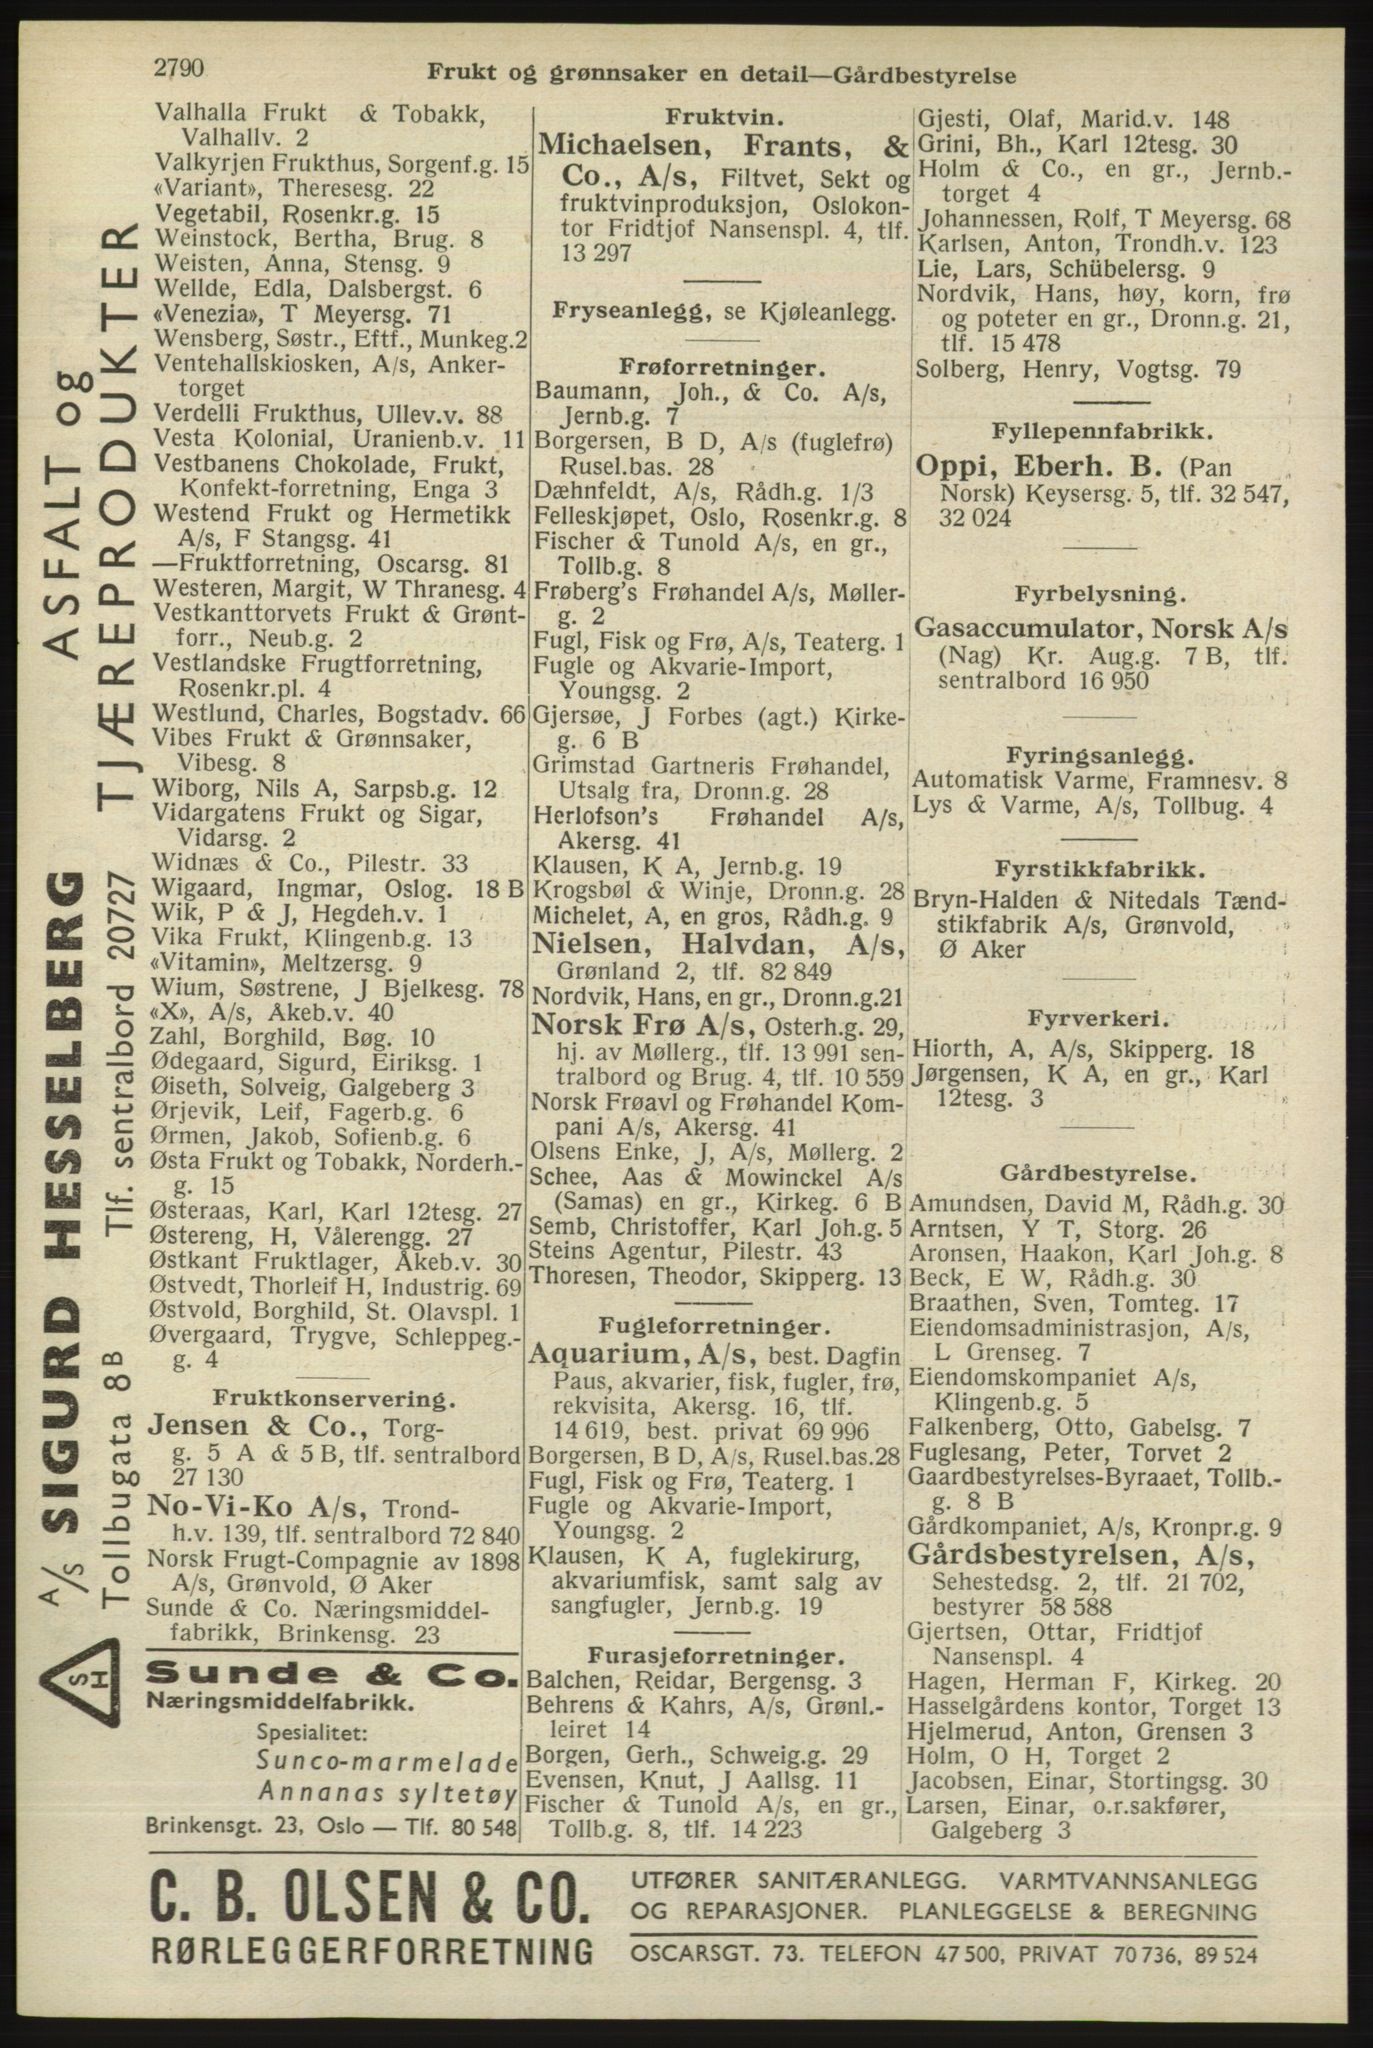 2790
Frukt og grønnsaker en detail—Gårdbestyrelse
ASFALT og
TJÆREPRODUKTER
A/S SIGURD HESSELBERG
Tollbugata 8B Tlf. sentralbord 20727
SH
Valhalla Frukt & Tobakk,
Valhallv. 2
Valkyrjen Frukthus, Sorgenf.g. 15
«Variant», Theresesg. 22
Vegetabil, Rosenkr.g. 15
Weinstock, Bertha, Brug. 8
Weisten, Anna, Stensg. 9
Wellde, Edla, Dalsbergst. 6
«Venezia», T Meyersg. 71
Wensberg, Søstr., Eftf., Munkeg.2
Ventehallskiosken, A/s, Anker-
torget
Verdelli Frukthus, Ullev.v. 88
Vesta Kolonial, Uranienb.v. 11
Vestbanens Chokolade, Frukt,
Konfekt-forretning, Enga 3
Westend Frukt og Hermetikk
A/s, F Stangsg. 41
—Fruktforretning, Oscarsg. 81
Westeren, Margit, W Thranesg. 4
Vestkanttorvets Frukt & Grønt-
forr., Neub.g. 2
Vestlandske Frugtforretning,
Rosenkr.pl. 4
Westlund, Charles, Bogstadv. 66
Vibes Frukt & Grønnsaker,
Vibesg. 8
Wiborg, Nils A, Sarpsb.g. 12
Vidargatens Frukt og Sigar,
Vidarsg. 2
Widnæs & Co., Pilestr. 33
Wigaard, Ingmar, Oslog. 18 B
Wik, P & J, Hegdeh.v. 1
Vika Frukt, Klingenb.g. 13
«Vitamin», Meltzersg. 9
Wium, Søstrene, J Bjelkesg. 78
«X», A/s, Åkeb.v. 40
Zahl, Borghild, Bøg. 10
Ødegaard, Sigurd, Eiriksg. 1
Øiseth, Solveig, Galgeberg 3
Ørjevik, Leif, Fagerb.g. 6
Ørmen, Jakob, Sofienb.g. 6
Østa Frukt og Tobakk, Norderh.-
g. 15
Østeraas, Karl, Karl 12tesg. 27
Østereng, H, Vålerengg. 27
Østkant Fruktlager, Åkeb.v. 30
Østvedt, Thorleif H, Industrig. 69
Østvold, Borghild, St. Olavspl. 1
Øvergaard, Trygve, Schleppeg.-
g. 4
Fruktkonservering.
Jensen & Co., Torg-
g. 5 A & 5 B, tlf. sentralbord
27 130
No-Vi-Ko A/s, Trond-
h.v. 139, tlf. sentralbord 72 840
Norsk Frugt-Compagnie av 1898
A/s, Grønvold, Ø Aker
Sunde & Co. Næringsmiddel-
fabrikk, Brinkensg. 23
Sunde & Co.
Næringsmiddelfabrikk.
Spesialitet:
Sunco-marmelade
Annanas syltetøy
Brinkensgt. 23, Oslo — Tlf. 80 548
Fruktvin.
Michaelsen, Frants, &
Co., A/s, Filtvet, Sekt og
fruktvinproduksjon, Oslokon-
tor Fridtjof Nansenspl. 4, tlf.
13 297
Fryseanlegg, se Kjøleanlegg.
Frøforretninger.
Baumann, Joh., & Co. A/s,
Jernb.g. 7
Borgersen, B D, A/s (fuglefrø)
Rusel.bas. 28
Dæhnfeldt, A/s, Rådh.g. 1/3
Felleskjøpet, Oslo, Rosenkr.g. 8
Fischer & Tunold A/s, en gr.,
Tollb.g. 8
Frøberg's Frøhandel A/s, Møller-
g. 2
Fugl, Fisk og Frø, A/s, Teaterg. 1
Fugle og Akvarie-Import,
Youngsg. 2
Gjersøe, J Forbes (agt.) Kirke-
g. 6 B
Grimstad Gartneris Frøhandel,
Utsalg fra, Dronn.g. 28
Herlofson's Frøhandel A/s,
Akersg. 41
Klausen, K A, Jernb.g. 19
Krogsbøl & Winje, Dronn.g. 28
Michelet, A, en gros, Rådh.g. 9
Nielsen, Halvdan, A/s,
Grønland 2, tlf. 82 849
Nordvik, Hans, en gr., Dronn.g.21
Norsk Frø A/s, Osterh.g. 29,
hj. av Møllerg., tlf. 13 991 sen-
tralbord og Brug. 4, tlf. 10 559
Norsk Frøavl og Frøhandel Kom-
pani A/s, Akersg. 41
Olsens Enke, J, A/s, Møllerg. 2
Schee, Aas & Mowinckel A/s
(Samas) en gr., Kirkeg. 6 B
Semb, Christoffer, Karl Joh.g. 5
Steins Agentur, Pilestr. 43
Thoresen, Theodor, Skipperg. 13
Fugleforretninger.
Aquarium, A/s, best. Dagfin
Paus, akvarier, fisk, fugler, frø,
rekvisita, Akersg. 16, tlf.
14 619, best. privat 69 996
Borgersen, B D, A/s, Rusel.bas.28
Fugl, Fisk og Frø, Teaterg. 1
Fugle og Akvarie-Import,
Youngsg. 2
Klausen, K A, fuglekirurg,
akvariumfisk, samt salg av
sangfugler, Jernb.g. 19
Furasjeforretninger.
Balchen, Reidar, Bergensg. 3
Behrens & Kahrs, A/s, Grønl.-
leiret 14
Borgen, Gerh., Schweig.g. 29
Evensen, Knut, J Aallsg. 11
Fischer & Tunold A/s, en gr.,
Tollb.g. 8, tlf. 14 223
Gjesti, Olaf, Marid.v. 148
Grini, Bh., Karl 12tesg. 30
Holm & Co., en gr., Jernb.-
torget 4
Johannessen, Rolf, T Meyersg. 68
Karlsen, Anton, Trondh.v. 123
Lie, Lars, Schübelersg. 9
Nordvik, Hans, høy, korn, frø
og poteter en gr., Dronn.g. 21,
tlf. 15 478
Solberg, Henry, Vogtsg. 79
Fyllepennfabrikk.
Oppi, Eberh. B. (Pan
Norsk) Keysersg. 5, tlf. 32 547,
32 024
Fyrbelysning.
Gasaccumulator, Norsk A/s
(Nag) Kr. Aug.g. 7 B, tlf.
sentralbord 16 950
Fyringsanlegg.
Automatisk Varme, Framnesv. 8
Lys & Varme, A/s, Tollbug. 4
Fyrstikkfabrikk.
Bryn-Halden & Nitedals Tænd-
stikfabrik A/s, Grønvold,
Ø Aker
Fyrverkeri.
Hiorth, A, A/s, Skipperg. 18
Jørgensen, K A, en gr., Karl
12tesg. 3
Gårdbestyrelse.
Amundsen, David M, Rådh.g. 30
Arntsen, Y T, Storg. 26
Aronsen, Haakon, Karl Joh.g. 8
Beck, E W, Rådh.g. 30
Braathen, Sven, Tomteg. 17
Eiendomsadministrasjon, A/s,
L Grenseg. 7
Eiendomskompaniet A/s,
Klingenb.g. 5
Falkenberg, Otto, Gabelsg. 7
Fuglesang, Peter, Torvet 2
Gaardbestyrelses-Byraaet, Tollb.-
g. 8 B
Gårdkompaniet, A/s, Kronpr.g. 9
Gårdsbestyrelsen, A/s,
Sehestedsg. 2, tlf. 21 702,
bestyrer 58 588
Gjertsen, Ottar, Fridtjof
Nansenspl. 4
Hagen, Herman F, Kirkeg. 20
Hasselgårdens kontor, Torget 13
Hjelmerud, Anton, Grensen 3
Holm, O H, Torget 2
Jacobsen, Einar, Stortingsg. 30
Larsen, Einar, o.r.sakfører,
Galgeberg 3
C. B. OLSEN & CO.
RØRLEGGERFORRETNING
UTFØRER SANITÆRANLEGG. VARMTVANNSANLEGG
OG REPARASJONER. PLANLEGGELSE & BEREGNING
OSCARSGT. 73. TELEFON 47 500, PRIVAT 70 736, 89 524